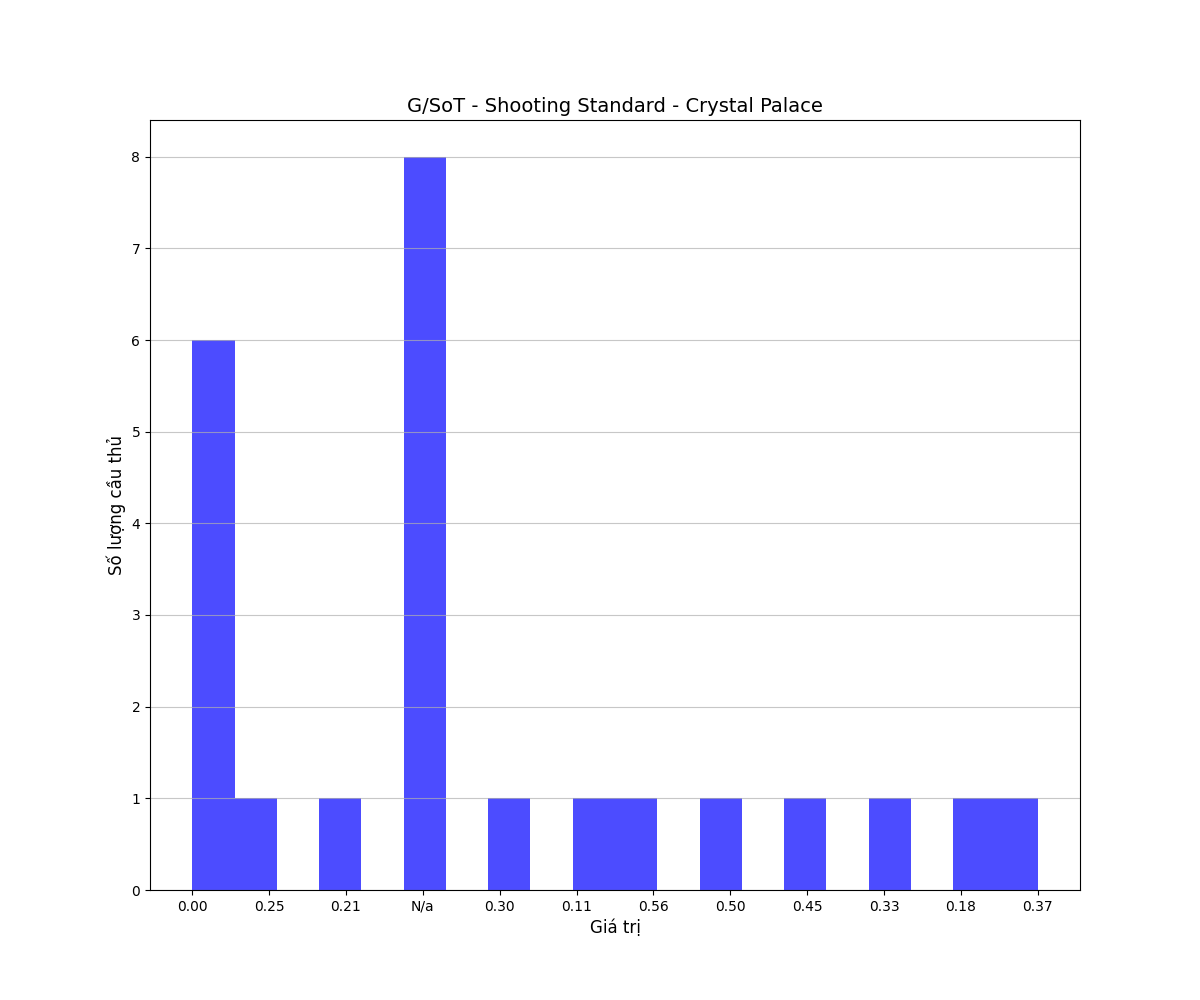 G/SoT - Shooting Standard - Crystal Palace
8
7
6
5
4
3
2
1
0
Số lượng cầu thủ
0.00 0.25 0.21 N/a 0.30 0.11 0.56 0.50 0.45 0.33 0.18 0.37
Giá trị